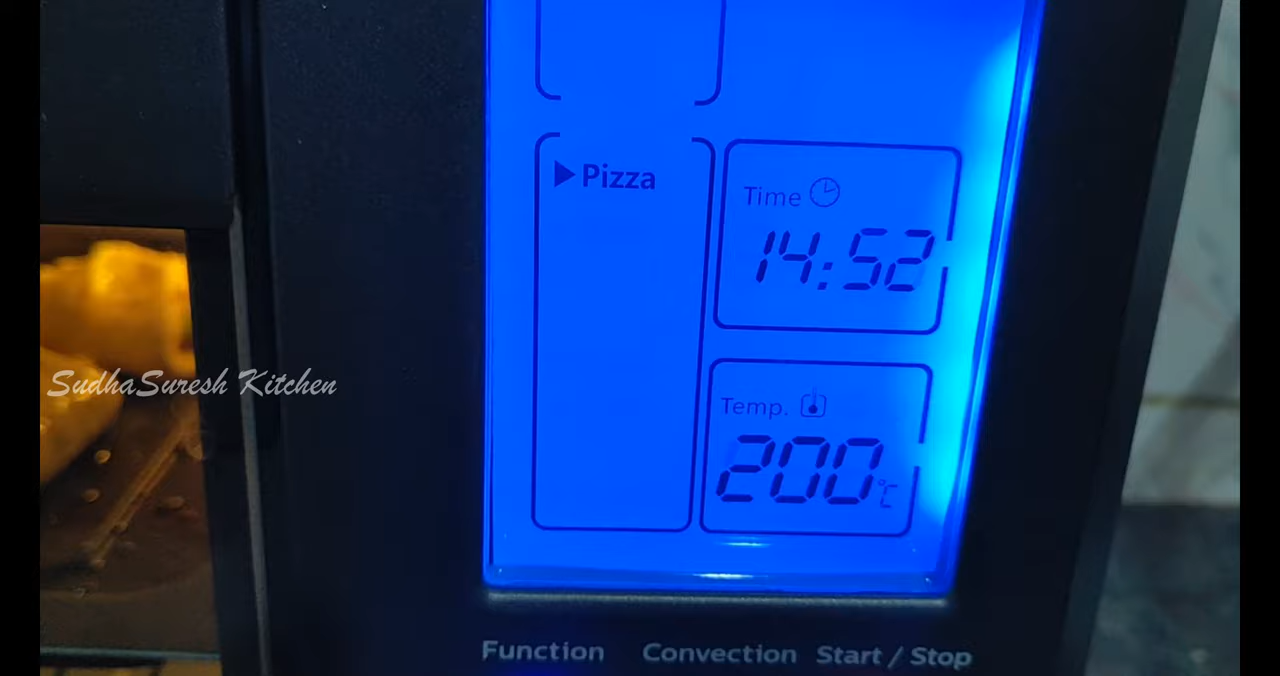 Pizza
Time
14:52
Temp.
200°C
SudhaSuresh Kitchen
Function Convection Start / Stop